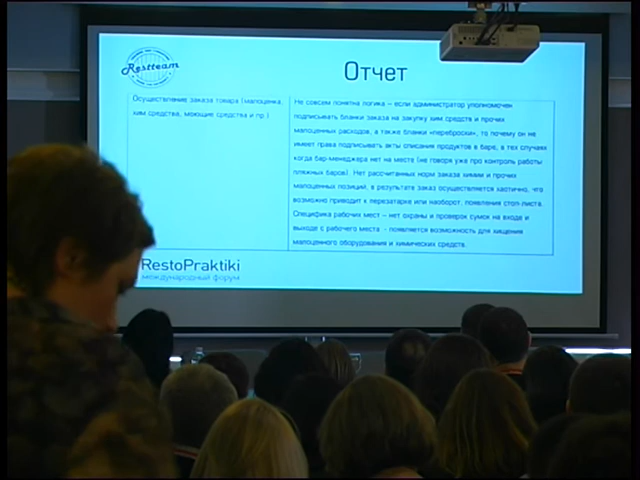 Restteam
Отчет
Осуществление заказа товара (малоценка,
хим.средства, моющие средства и пр.)
Не совсем понятна логика – если администратор уполномочен
подписывать бланки заказа на закупку хим.средств и прочих
малоценных расходов, а также бланки «переброски», то почему он не
имеет права подписывать акты списания продуктов в баре, в тех случаях
когда бар-менеджера нет на месте (не говоря уже про контроль работы
пляжных баров). Нет рассчитанных норм заказа химии и прочих
малоценных позиций, в результате заказ осуществляется хаотично, что
возможно приводит к перезатарке или наоборот, появления стоп-листа.
Специфика рабочих мест – нет охраны и проверок сумок на входе и
выходе с рабочего места - появляется возможность для хищения
малоценного оборудования и химических средств.
RestoPraktiki
международный форум